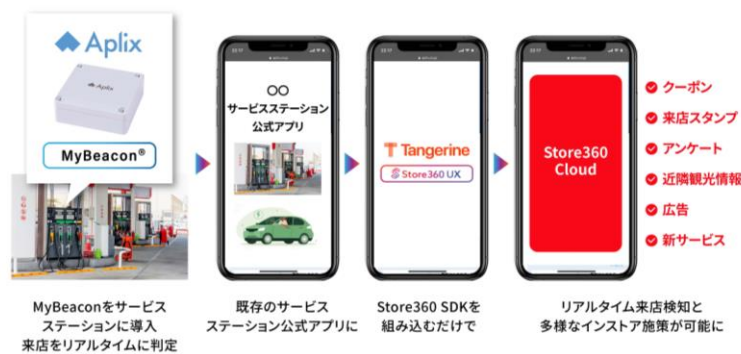 Aplix
Aplix
MyBeacon®
MyBeaconをサービス
ステーションに導入
来店をリアルタイムに判定
サービスステーション
公式アプリ
既存のサービス
ステーション公式アプリに
Tangerine
Store360 UX
Store360 SDKを
組み込むだけで
Store360
Cloud
クーポン
来店スタンプ
アンケート
近隣観光情報
広告
新サービス
リアルタイム来店検知と
多様なインストア施策が可能に